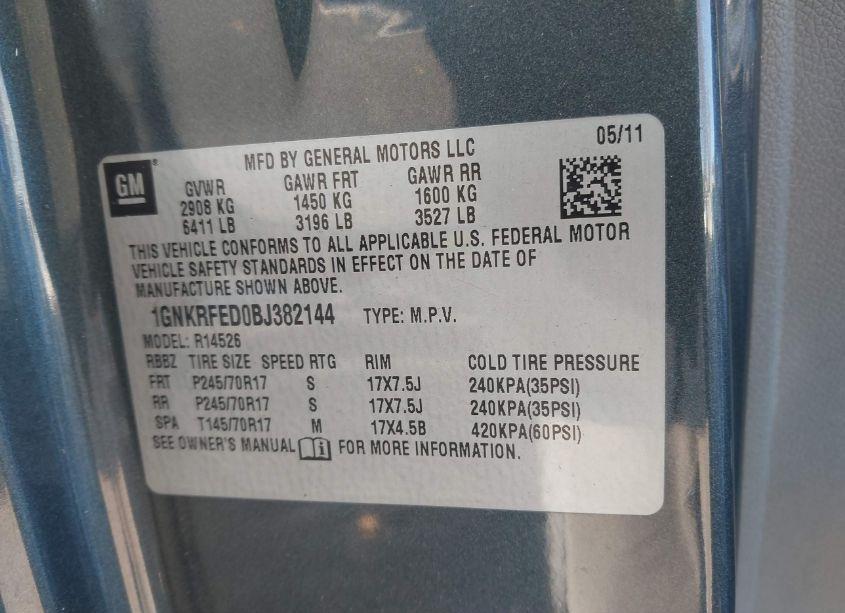 GM ®
MFD BY GENERAL MOTORS LLC 05/11
GVWR GAWR FRT GAWR RR
2908 KG 1450 KG 1600 KG
6411 LB 3196 LB 3527 LB
THIS VEHICLE CONFORMS TO ALL APPLICABLE U.S. FEDERAL MOTOR
VEHICLE SAFETY STANDARDS IN EFFECT ON THE DATE OF
MANUFACTURE SHOWN ABOVE.
1GNKRFED0BJ382144 TYPE: M.P.V.
MODEL: R14526
RBBZ TIRE SIZE SPEED RTG RIM COLD TIRE PRESSURE
FRT P245/70R17 S 17X7.5J 240KPA(35PSI)
RR P245/70R17 S 17X7.5J 240KPA(35PSI)
SPA T145/70R17 M 17X4.5B 420KPA(60PSI)
SEE OWNER'S MANUAL FOR MORE INFORMATION.